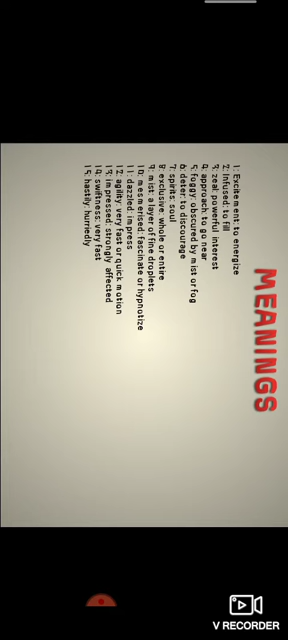 MEANINGS
1: Excitement: to energize
2: Infused: to fill
3: zeal: powerful interest
4: approach: to go near
5: foggy: obscured by mist or fog
6: deter: to discourage
7: spirits: soul
8: exclusive: whole or entire
9: mist: a layer of fine droplets
10: mesmerised: fascinate or hypnotize
11: dazzled: impress
12: agility: very fast or quick motion
13: impressed: strongly affected
14: swiftness: very fast
15: hastily: hurriedly
V RECORDER